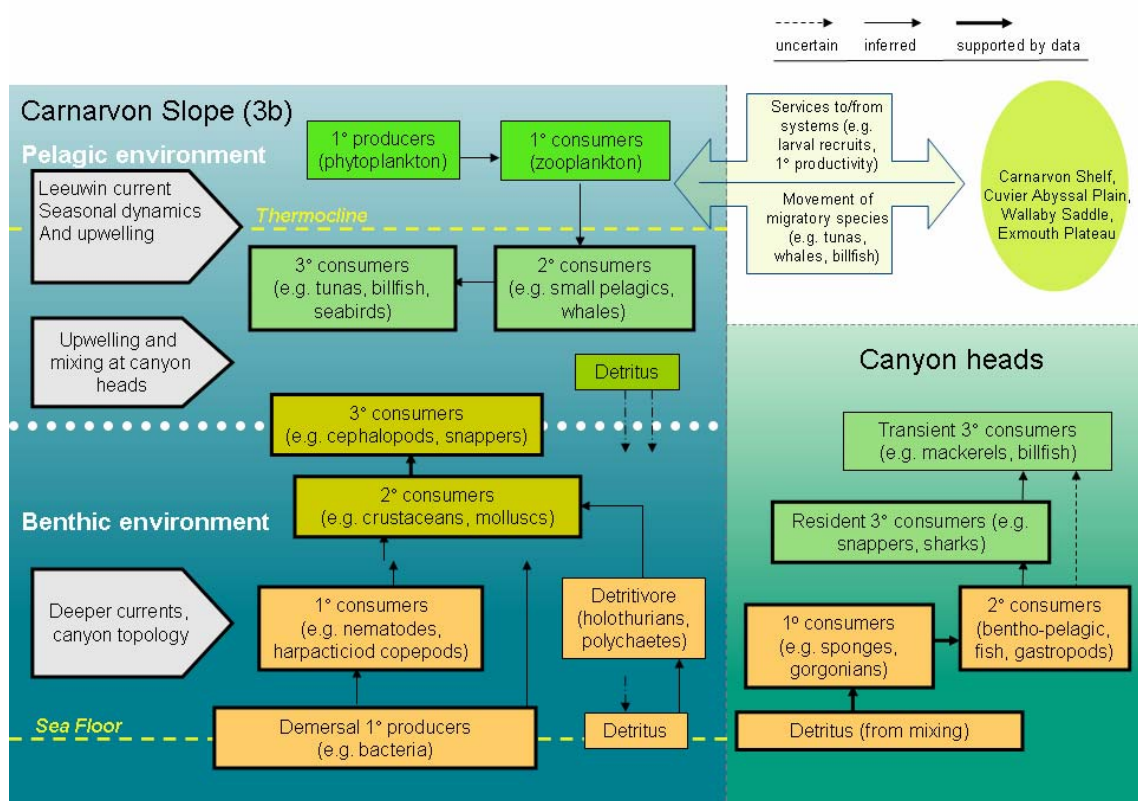 uncertain
inferred
supported by data
Carnarvon Slope (3b)
Pelagic environment
Leeuwin current
Seasonal dynamics
And upwelling
1° producers
(phytoplankton)
1° consumers
(zooplankton)
Thermocline
3° consumers
(e.g. tunas, billfish,
seabirds)
2° consumers
(e.g. small pelagics,
whales)
Upwelling and
mixing at canyon
heads
Detritus
3° consumers
(e.g. cephalopods, snappers)
2° consumers
(e.g. crustaceans, molluscs)
Benthic environment
Deeper currents,
canyon topology
1° consumers
(e.g. nematodes,
harpacticiod copepods)
Detritivore
(holothurians,
polychaetes)
Sea Floor
Demersal 1° producers
(e.g. bacteria)
Detritus
Services to/from
systems (e.g.
larval recruits,
1° productivity)
Movement of
migratory species
(e.g. tunas,
whales, billfish)
Carnarvon Shelf,
Cuvier Abyssal Plain,
Wallaby Saddle,
Exmouth Plateau
Canyon heads
Transient 3° consumers
(e.g. mackerels, billfish)
Resident 3° consumers (e.g.
snappers, sharks)
1º consumers
(e.g. sponges,
gorgonians)
2° consumers
(bentho-pelagic,
fish, gastropods)
Detritus (from mixing)